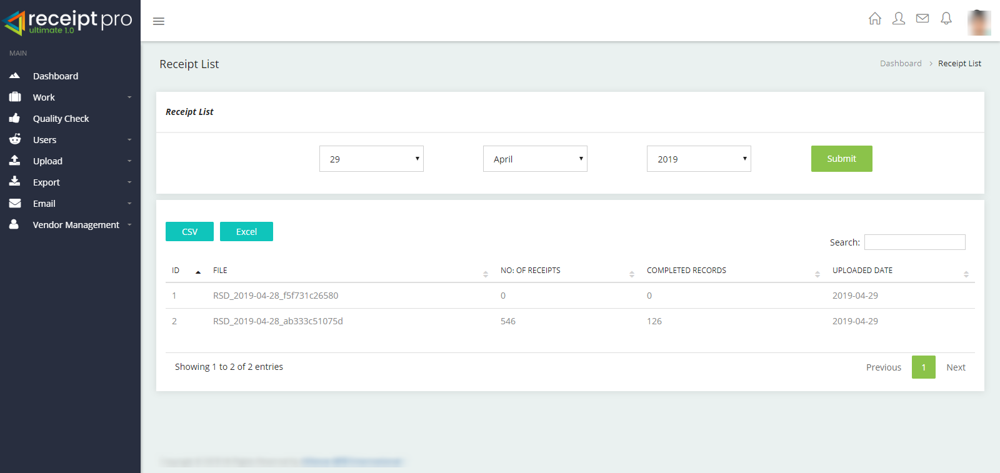 receipt pro
ultimate 1.0
MAIN
Dashboard
Work
Quality Check
Users
Upload
Export
Email
Vendor Management
Receipt List
Dashboard > Receipt List
Receipt List
29 April 2019 Submit
CSV Excel
Search:
ID FILE NO: OF RECEIPTS COMPLETED RECORDS UPLOADED DATE
1 RSD_2019-04-28_f5f731c26580 0 0 2019-04-29
2 RSD_2019-04-28_ab333c51075d 546 126 2019-04-29
Showing 1 to 2 of 2 entries
Previous 1 Next